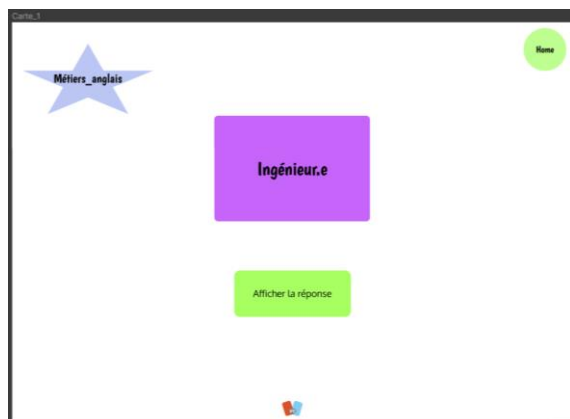 Carte_1
Home
Métiers_anglais
Ingénieur.e
Afficher la réponse